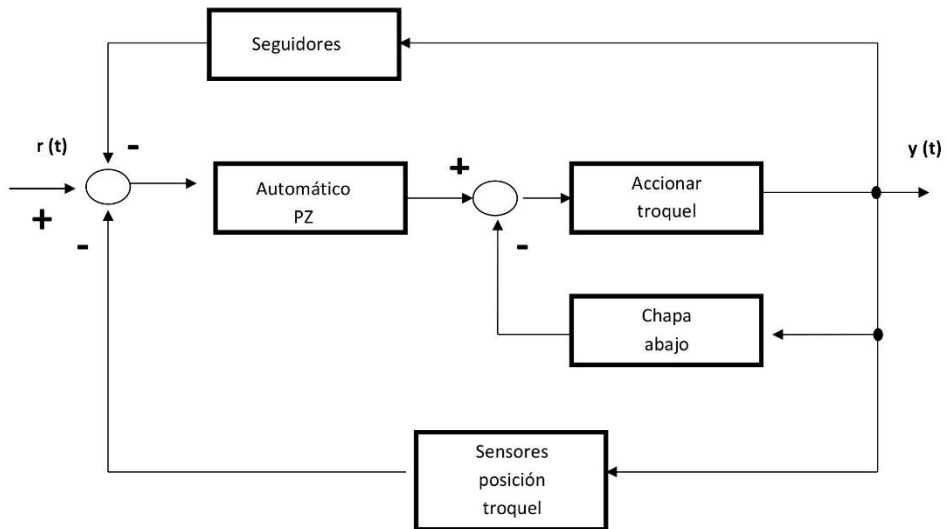 Seguidores
r (t)
-
+
-
Automático
PZ
+
-
Accionar
troquel
y (t)
Chapa
abajo
Sensores
posición
troquel